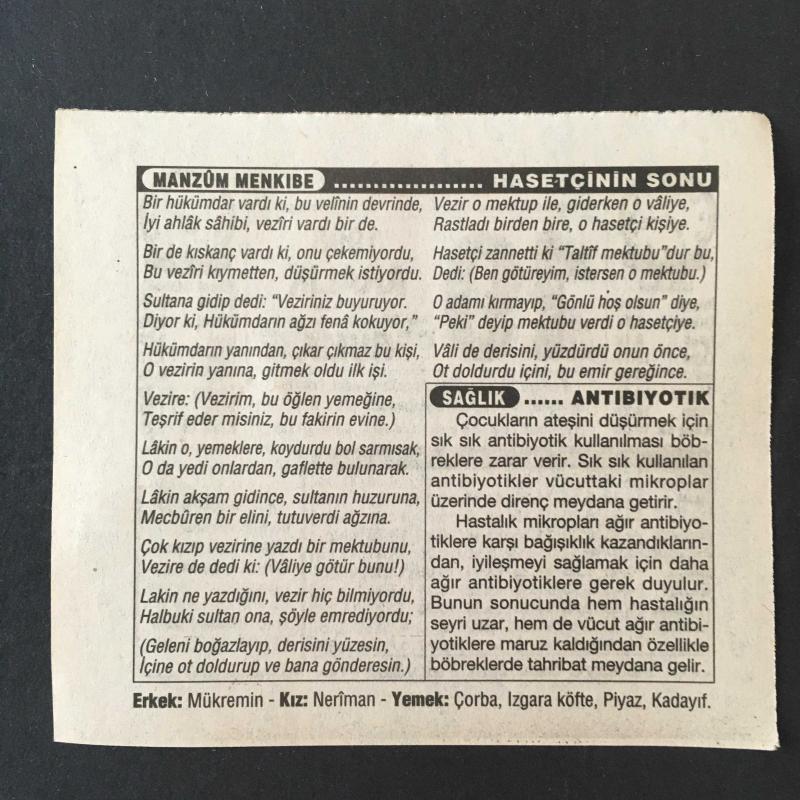 MANZÛM MENKIBE ................... HASETÇİNİN SONU
Bir hükümdar vardı ki, bu velînin devrinde,
İyi ahlâk sâhibi, vezîri vardı bir de.
Bir de kıskanç vardı ki, onu çekemiyordu,
Bu vezîri kıymetten, düşürmek istiyordu.
Sultana gidip dedi: “Veziriniz buyuruyor.
Diyor ki, Hükümdarın ağzı fenâ kokuyor,”
Hükümdarın yanından, çıkar çıkmaz bu kişi,
O vezirin yanına, gitmek oldu ilk işi.
Vezire: (Vezirim, bu öğlen yemeğine,
Teşrif eder misiniz, bu fakirin evine.)
Lâkin o, yemeklere, koydurdu bol sarmısak,
O da yedi onlardan, gaflette bulunarak.
Lâkin akşam gidince, sultanın huzuruna,
Mecbûren bir elini, tutuverdi ağzına.
Çok kızıp vezirine yazdı bir mektubunu,
Vezire de dedi ki: (Vâliye götür bunu!)
Lakin ne yazdığını, vezir hiç bilmiyordu,
Halbuki sultan ona, şöyle emrediyordu;
(Geleni boğazlayıp, derisini yüzesin,
İçine ot doldurup ve bana gönderesin.)
Vezir o mektup ile, giderken o vâliye,
Rastladı birden bire, o hasetçi kişiye.
Hasetçi zannetti ki “Taltîf mektubu”dur bu,
Dedi: (Ben götüreyim, istersen o mektubu.)
O adamı kırmayıp, “Gönlü hoş olsun” diye,
“Peki” deyip mektubu verdi o hasetçiye.
Vâli de derisini, yüzdürdü onun önce,
Ot doldurdu içini, bu emir gereğince.
SAĞLIK ...... ANTIBIYOTIK
Çocukların ateşini düşürmek için
sık sık antibiyotik kullanılması böb-
reklere zarar verir. Sık sık kullanılan
antibiyotikler vücuttaki mikroplar
üzerinde direnç meydana getirir.
Hastalık mikropları ağır antibiyo-
tiklere karşı bağışıklık kazandıkların-
dan, iyileşmeyi sağlamak için daha
ağır antibiyotiklere gerek duyulur.
Bunun sonucunda hem hastalığın
seyri uzar, hem de vücut ağır antibi-
yotiklere maruz kaldığından özellikle
böbreklerde tahribat meydana gelir.
Erkek: Mükremin - Kız: Nerîman - Yemek: Çorba, Izgara köfte, Piyaz, Kadayıf.